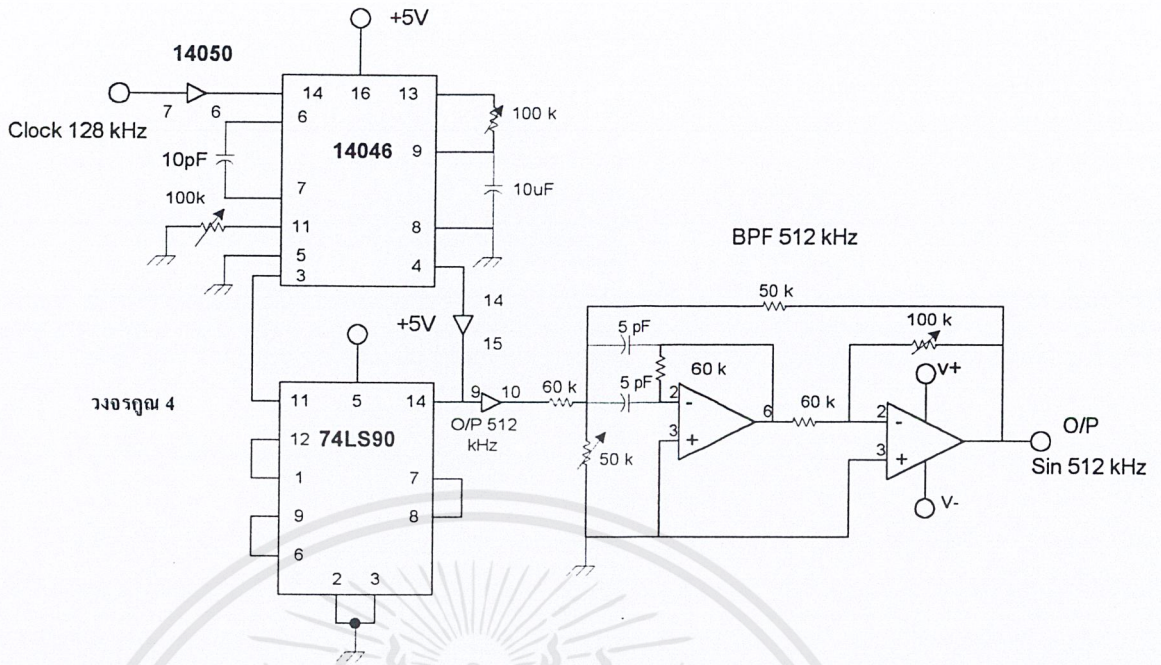 +5V
14050
7
6
Clock 128 kHz
14
16
13
6
100 k
14046
9
10pF
10uF
7
100k
11
8
5
3
4
BPF 512 kHz
14
15
+5V
50 k
100 k
5 pF
60 k
V+
วงจรคูณ 4
11
5
14
9
10
60 k
5 pF
2
-
6
60 k
2
-
O/P
12
74LS90
O/P 512
kHz
3
+
3
+
Sin 512 kHz
1
50 k
7
V-
9
8
6
2
3